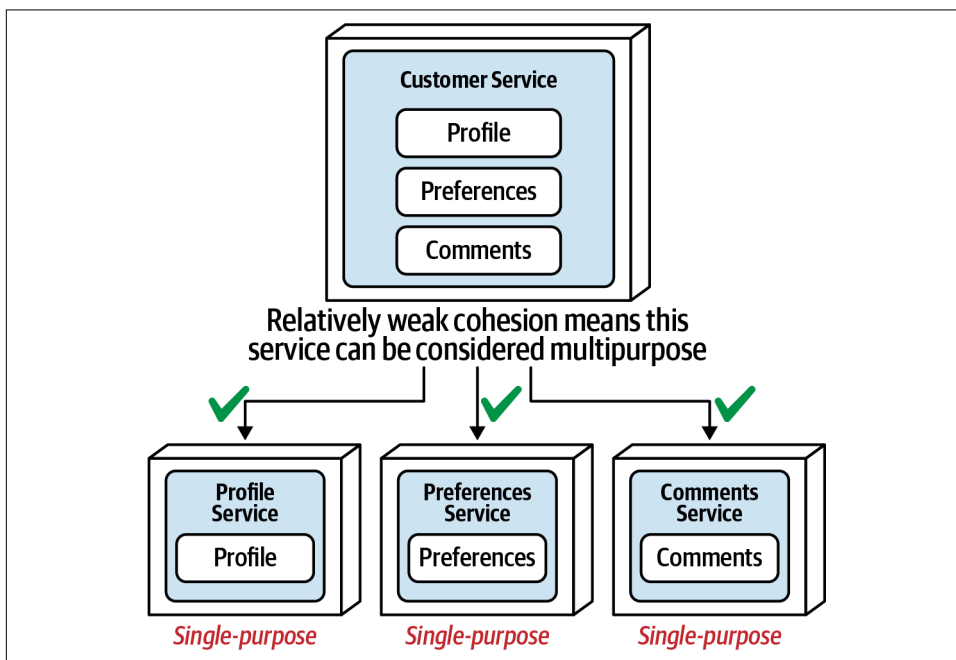 Customer Service
Profile
Preferences
Comments
Relatively weak cohesion means this
service can be considered multipurpose
Profile
Service
Profile
Preferences
Service
Preferences
Comments
Service
Comments
Single-purpose
Single-purpose
Single-purpose